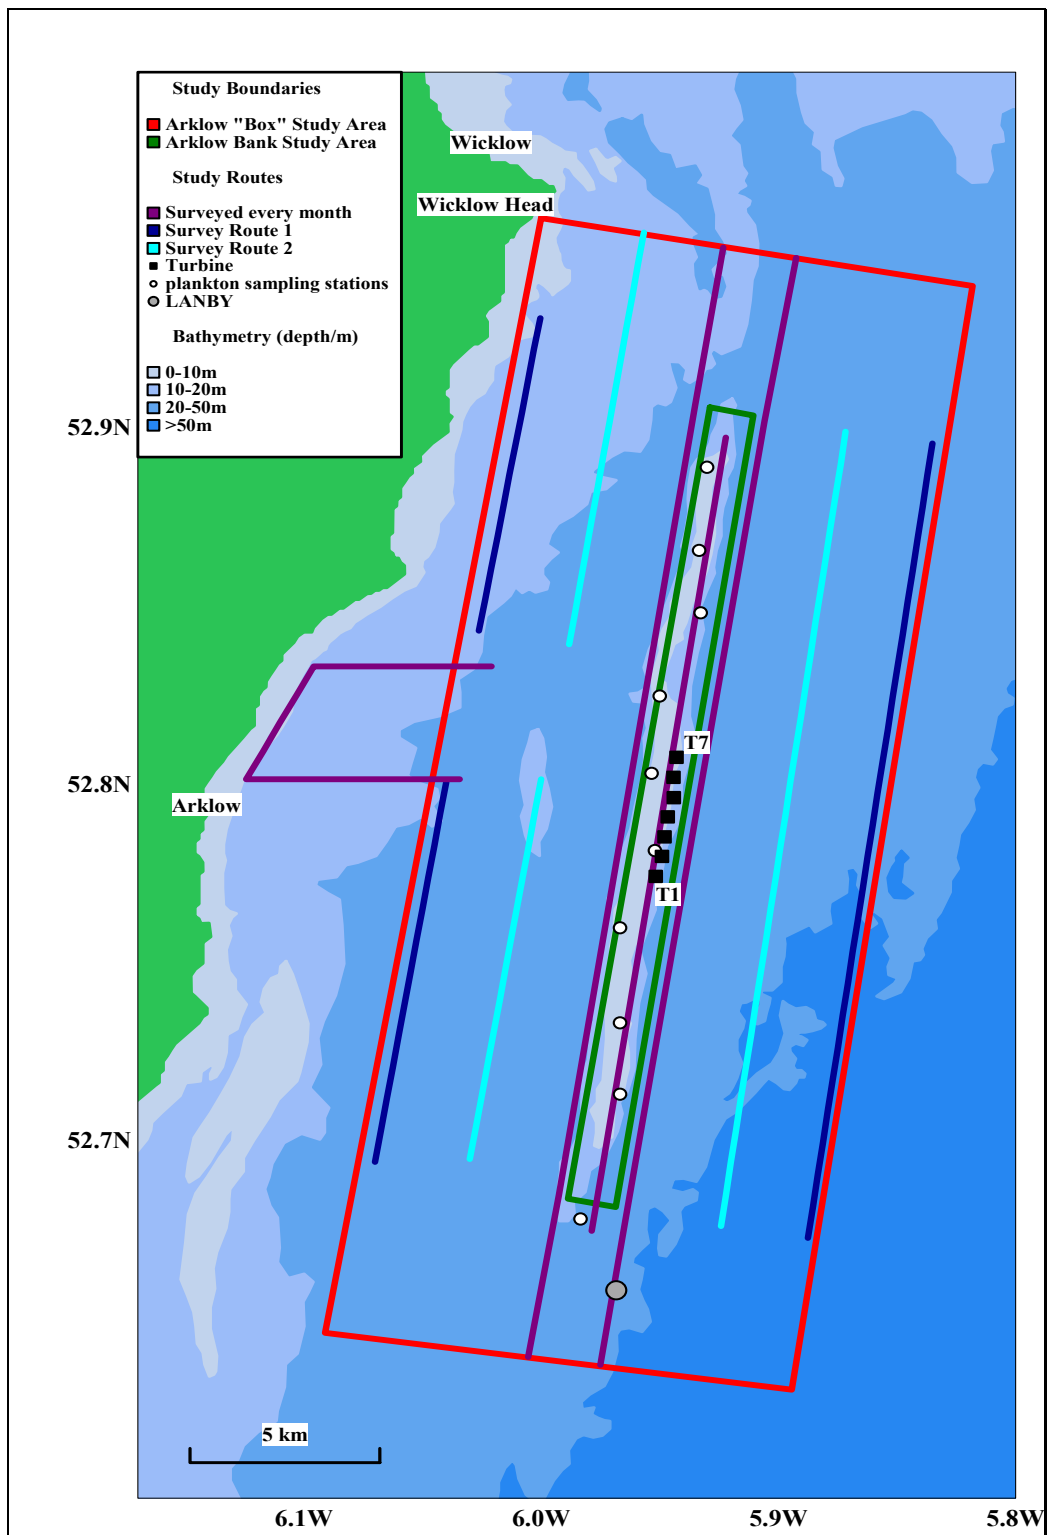 Study Boundaries
Arklow "Box" Study Area
Arklow Bank Study Area
Study Routes
Surveyed every month
Survey Route 1
Survey Route 2
Turbine
plankton sampling stations
LANBY
Bathymetry (depth/m)
0-10m
10-20m
20-50m
>50m
Wicklow
Wicklow Head
52.9N
T7
52.8N
Arklow
T1
52.7N
5 km
6.1W
6.0W
5.9W
5.8W